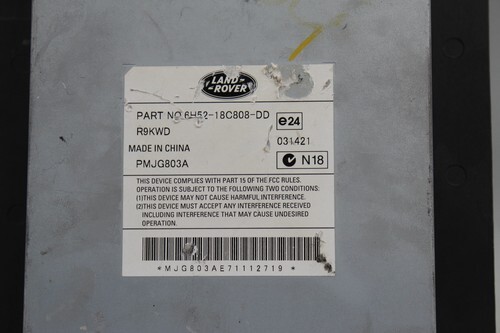 LAND-
ROVER
PART NO.6H52-18C808-DD
e24
R9KWD
031421
MADE IN CHINA
PMJG803A
N18
THIS DEVICE COMPLIES WITH PART 15 OF THE FCC RULES.
OPERATION IS SUBJECT TO THE FOLLOWING TWO CONDITIONS:
(1)THIS DEVICE MAY NOT CAUSE HARMFUL INTERFERENCE.
(2)THIS DEVICE MUST ACCEPT ANY INTERFERENCE RECEIVED
INCLUDING INTERFERENCE THAT MAY CAUSE UNDESIRED
OPERATION.
*MJG803AE71112719*